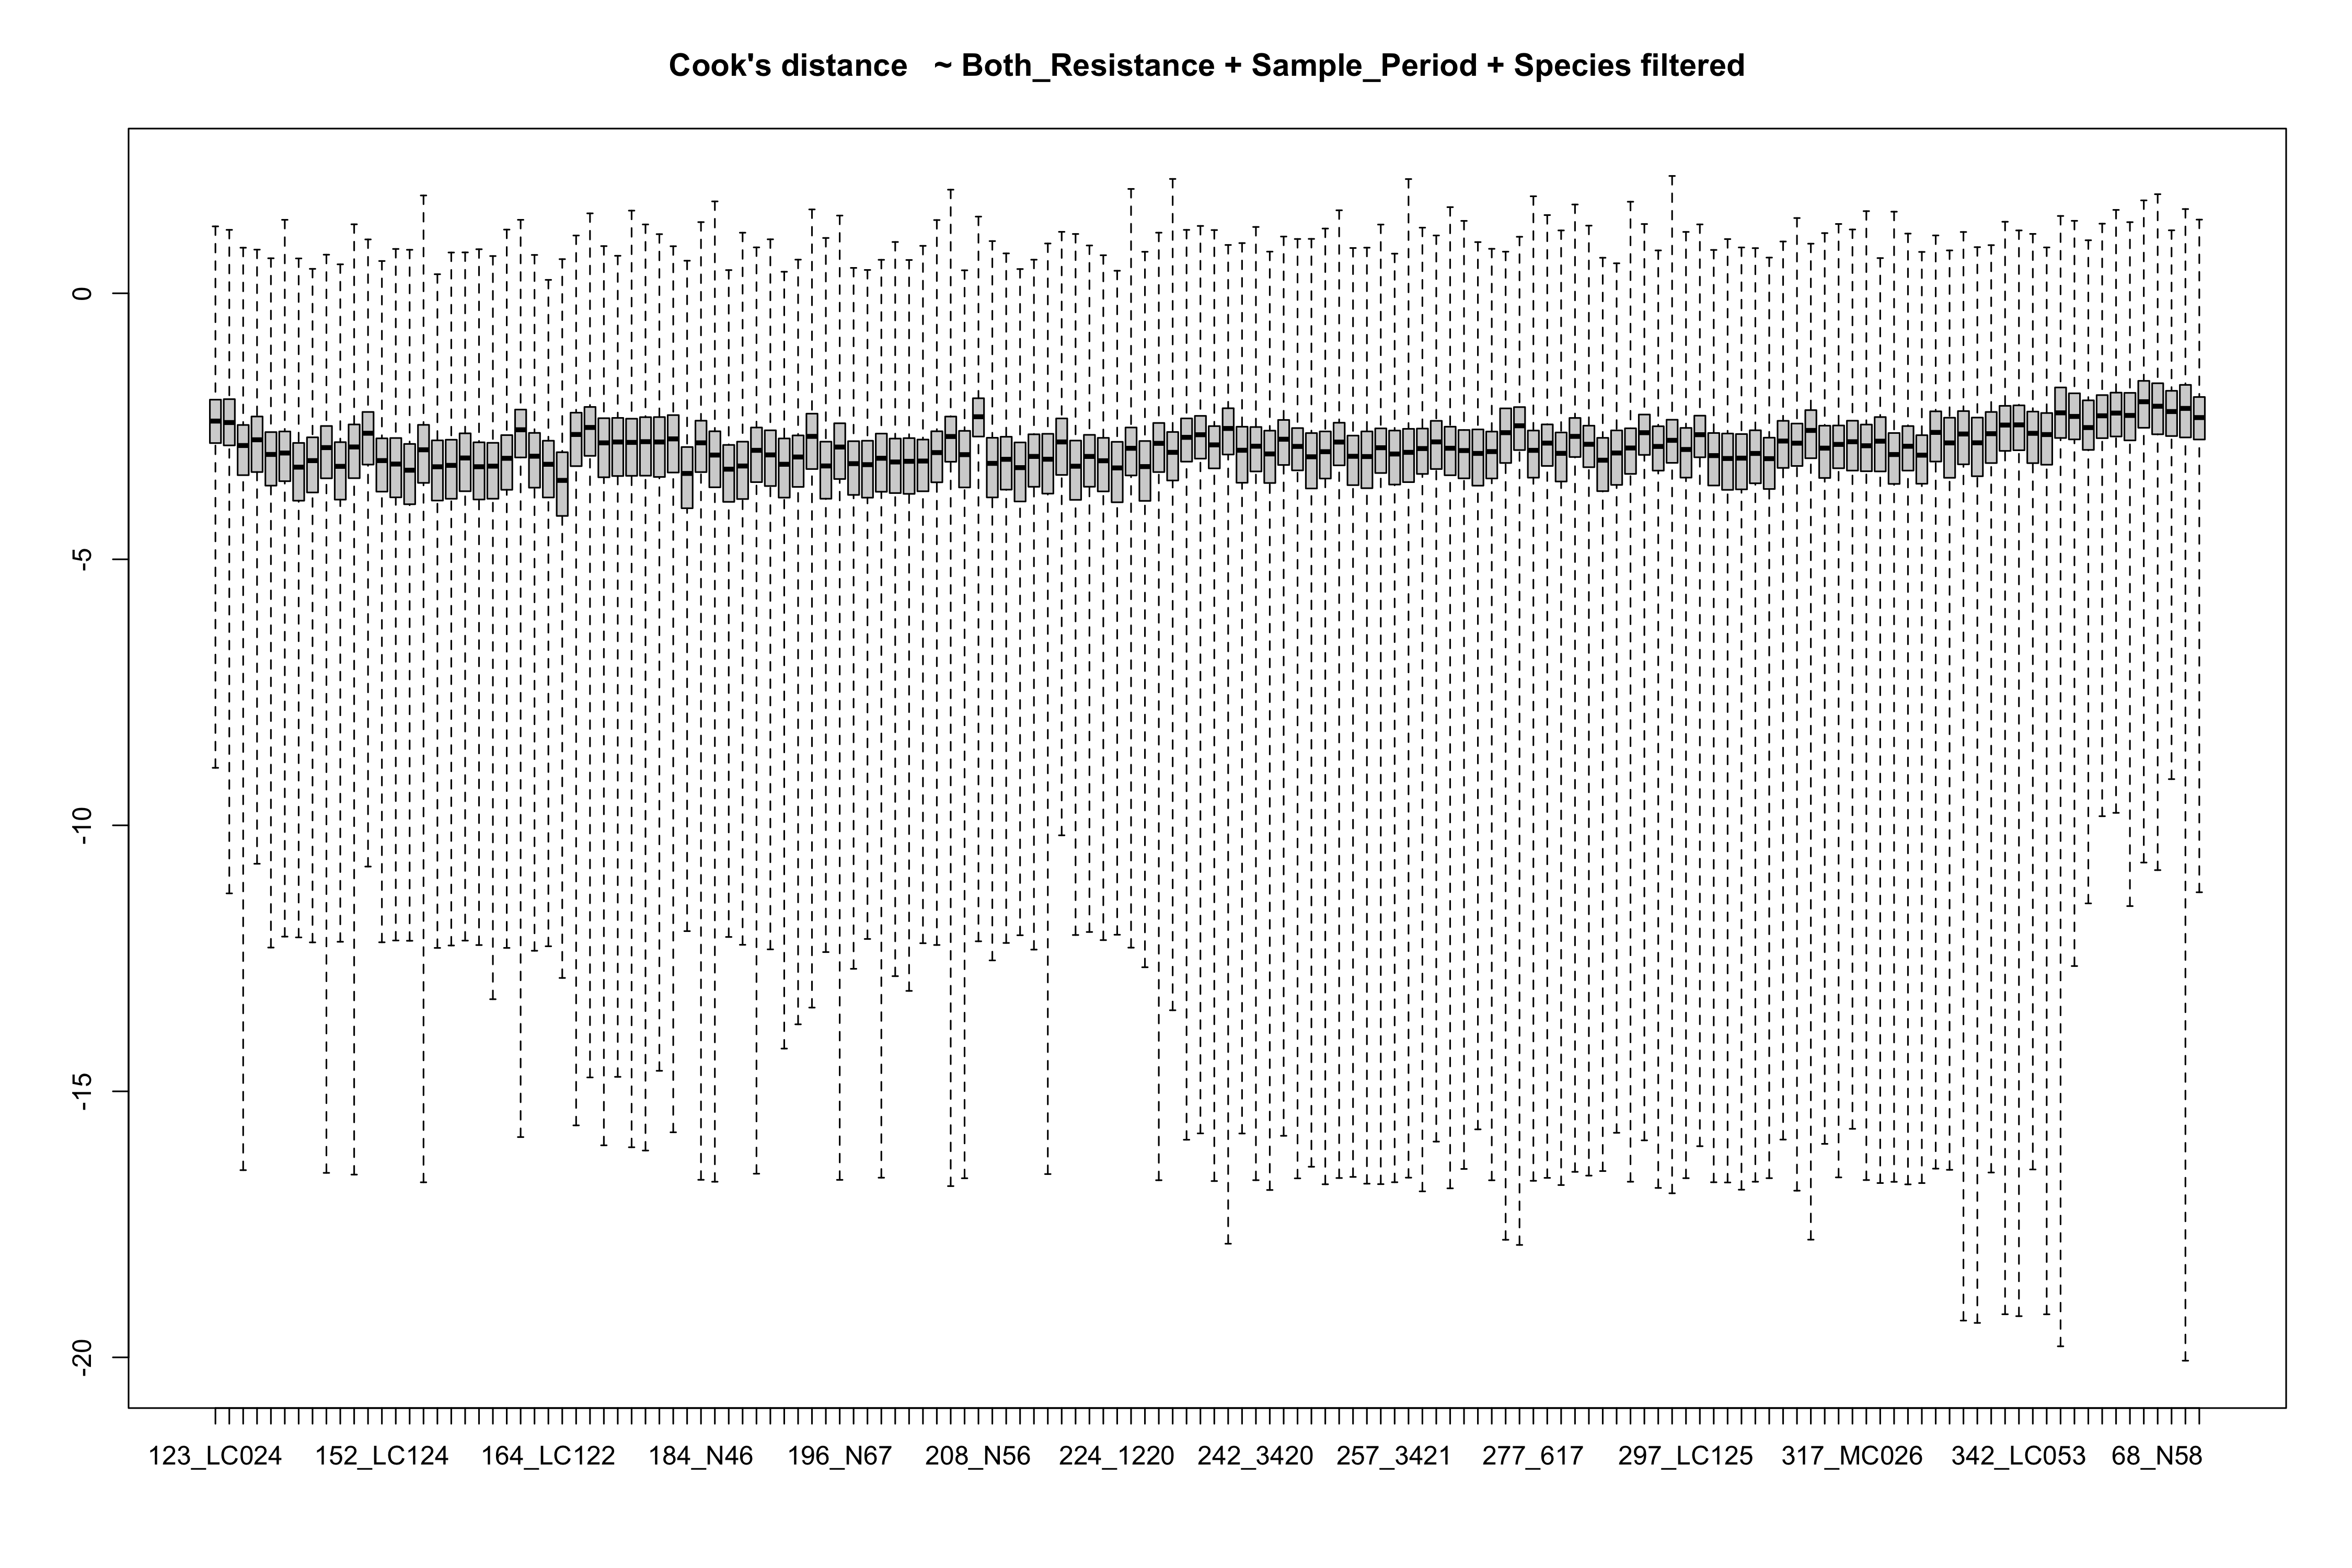 Cook's distance   ~ Both_Resistance + Sample_Period + Species filtered
0
-5
-10
-15
-20
123_LC024 152_LC124 164_LC122 184_N46 196_N67 208_N56 224_1220 242_3420 257_3421 277_617 297_LC125 317_MC026 342_LC053 68_N58